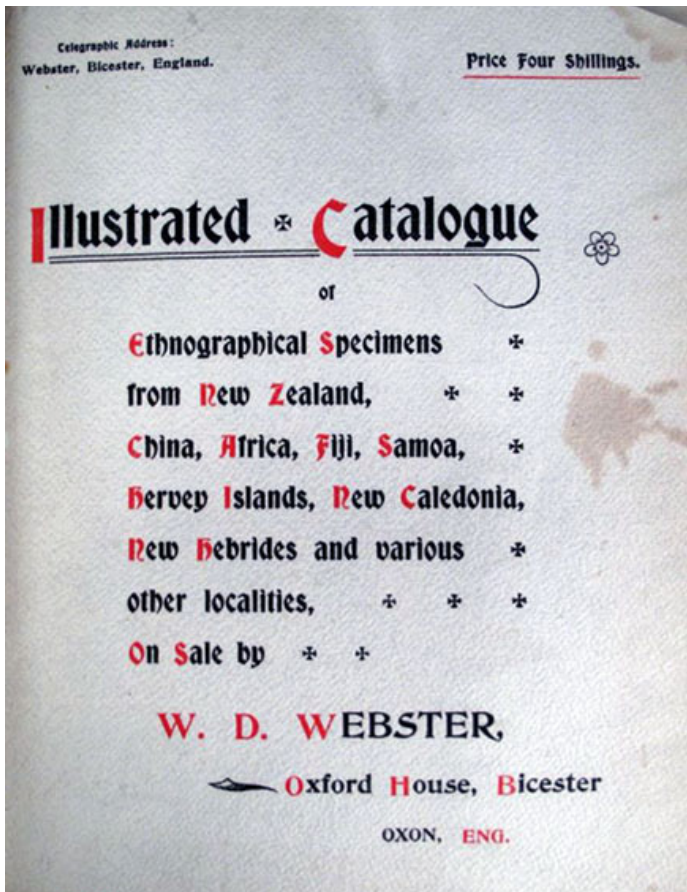 Telegraphic Address:
Webster, Bicester, England.
Price Four Shillings.
Illustrated ✠ Catalogue
of
Ethnographical Specimens ✠
from New Zealand, ✠ ✠
China, Africa, Fiji, Samoa, ✠
Hervey Islands, New Caledonia,
New Hebrides and various ✠
other localities, ✠ ✠ ✠
On Sale by ✠ ✠
W. D. WEBSTER,
Oxford House, Bicester
OXON, ENG.